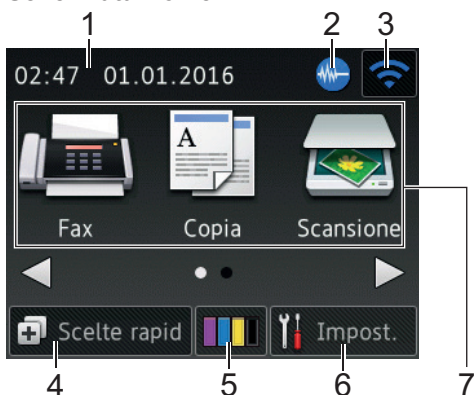 1 2 3
02:47 01.01.2016
A
Fax Copia Scansione
Scelte rapid Impost.
4 5 6 7